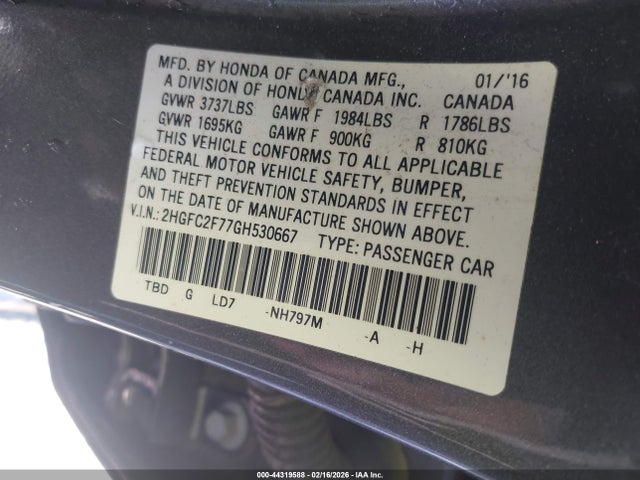 MFD. BY HONDA OF CANADA MFG., 01/'16
A DIVISION OF HONDA CANADA INC. CANADA
GVWR 3737LBS GAWR F 1984LBS R 1786LBS
GVWR 1695KG GAWR F 900KG R 810KG
THIS VEHICLE CONFORMS TO ALL APPLICABLE
FEDERAL MOTOR VEHICLE SAFETY, BUMPER,
AND THEFT PREVENTION STANDARDS IN EFFECT
ON THE DATE OF MANUFACTURE SHOWN ABOVE.
V.I.N.: 2HGFC2F77GH530667 TYPE: PASSENGER CAR
TBD G LD7 -NH797M -A -H
000-44319588 - 02/16/2026 - IAA Inc.